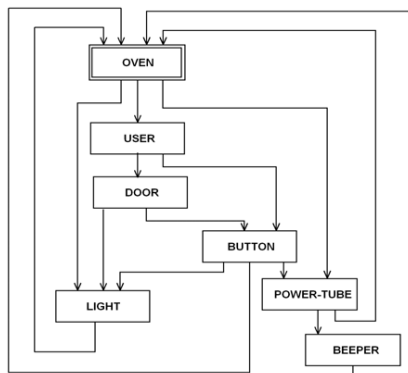 OVEN
USER
DOOR
BUTTON
POWER-TUBE
LIGHT
BEEPER